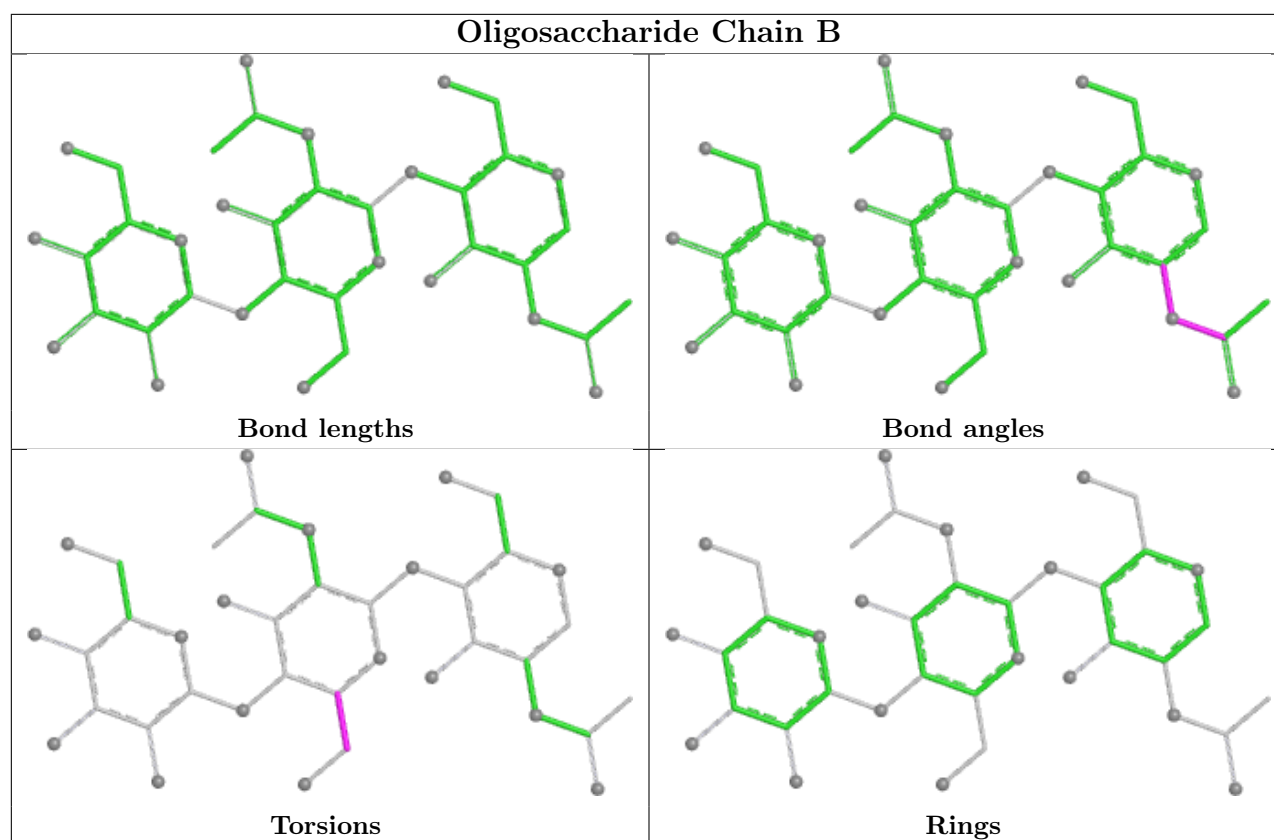 Oligosaccharide Chain B
Bond lengths
Bond angles
Torsions
Rings